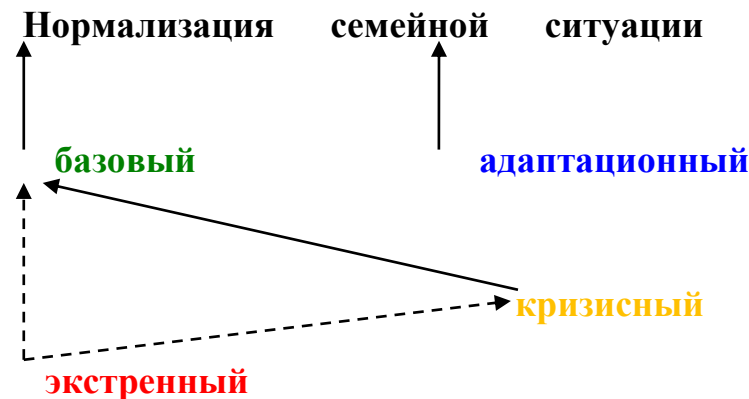 Нормализация семейной ситуации
базовый адаптационный
кризисный
экстренный